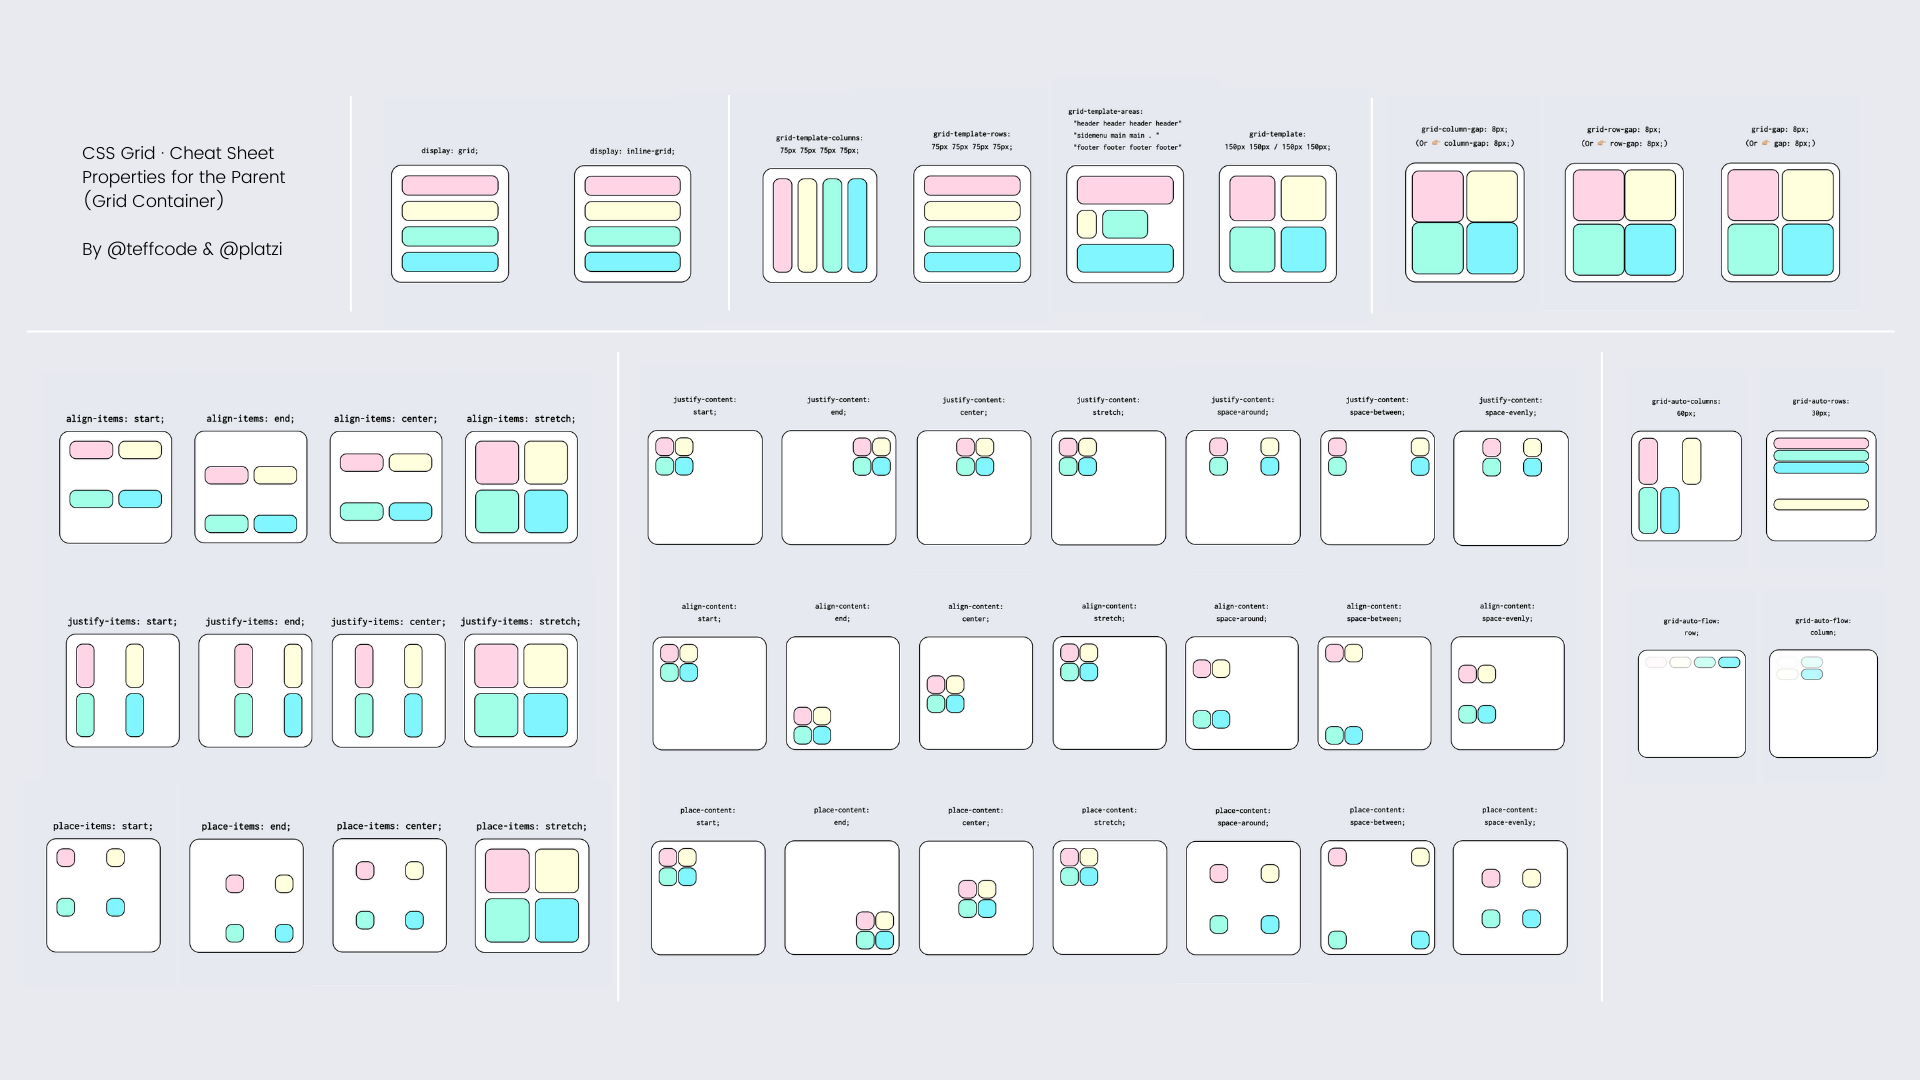 CSS Grid · Cheat Sheet
Properties for the Parent
(Grid Container)
By @teffcode & @platzi
display: grid;
display: inline-grid;
grid-template-columns:
75px 75px 75px 75px;
grid-template-rows:
75px 75px 75px 75px;
grid-template-areas:
"header header header header"
"sidemenu main main . "
"footer footer footer footer"
grid-template:
150px 150px / 150px 150px;
grid-column-gap: 8px;
(Or 👉🏼 column-gap: 8px;)
grid-row-gap: 8px;
(Or 👉🏼 row-gap: 8px;)
grid-gap: 8px;
(Or 👉🏼 gap: 8px;)
align-items: start;
align-items: end;
align-items: center;
align-items: stretch;
justify-items: start;
justify-items: end;
justify-items: center;
justify-items: stretch;
place-items: start;
place-items: end;
place-items: center;
place-items: stretch;
justify-content:
start;
justify-content:
end;
justify-content:
center;
justify-content:
stretch;
justify-content:
space-around;
justify-content:
space-between;
justify-content:
space-evenly;
align-content:
start;
align-content:
end;
align-content:
center;
align-content:
stretch;
align-content:
space-around;
align-content:
space-between;
align-content:
space-evenly;
place-content:
start;
place-content:
end;
place-content:
center;
place-content:
stretch;
place-content:
space-around;
place-content:
space-between;
place-content:
space-evenly;
grid-auto-columns:
60px;
grid-auto-rows:
30px;
grid-auto-flow:
row;
grid-auto-flow:
column;